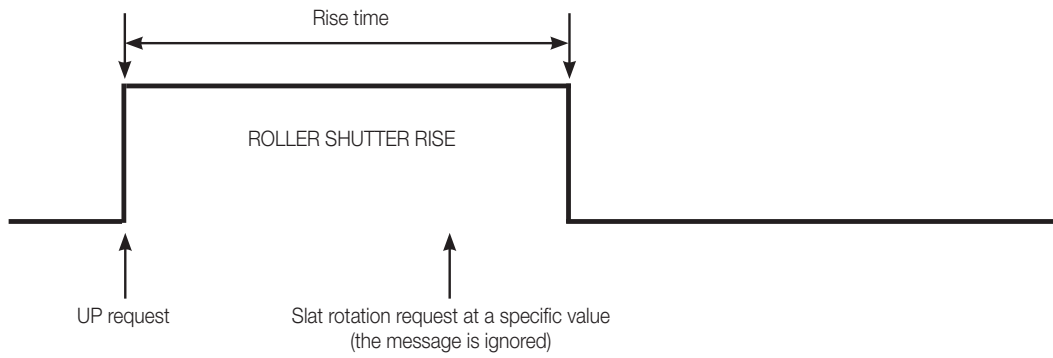 Rise time
ROLLER SHUTTER RISE
UP request
Slat rotation request at a specific value
(the message is ignored)